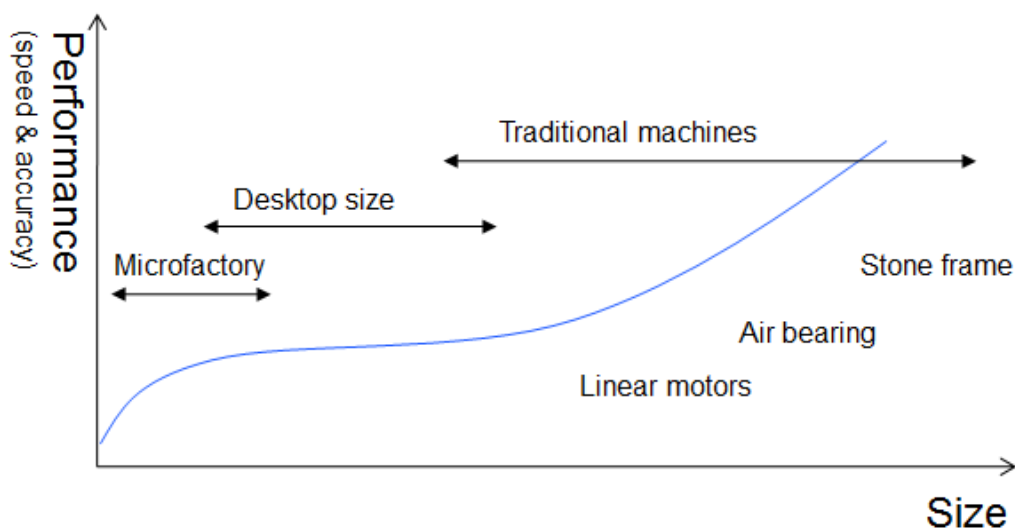 Performance
(speed & accuracy)
Traditional machines
Desktop size
Microfactory
Stone frame
Air bearing
Linear motors
Size